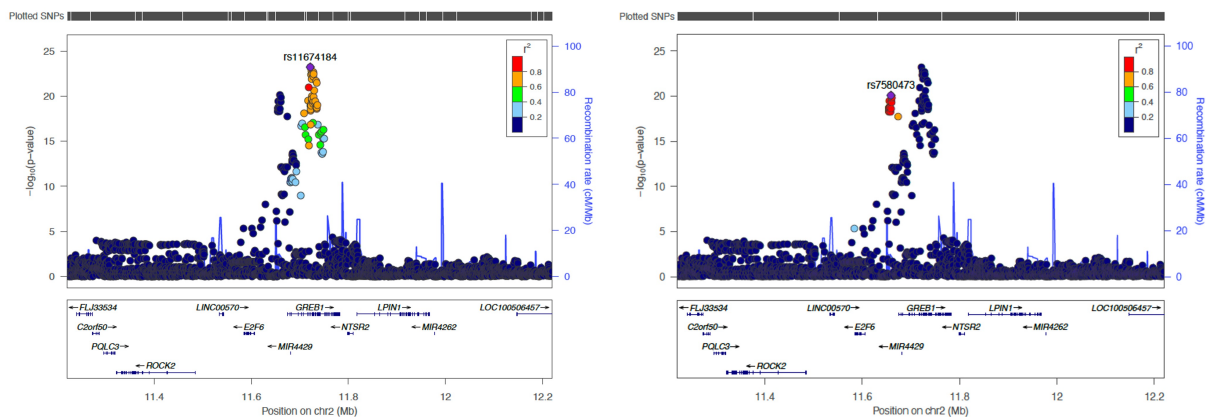 Plotted SNPs
rs11674184
r²
0.8
0.6
0.4
0.2
25
20
15
10
5
0
−log₁₀(p−value)
100
80
60
40
20
0
Recombination rate (cM/Mb)
←FLJ33534
LINC00570→
GREB1→
LPIN1→
LOC100506457→
C2orf50→
←E2F6
←NTSR2
←MIR4262
PQLC3→
←MIR4429
←ROCK2
11.4
11.6
11.8
12
12.2
Position on chr2 (Mb)
Plotted SNPs
rs7580473
r²
0.8
0.6
0.4
0.2
25
20
15
10
5
0
−log₁₀(p−value)
100
80
60
40
20
0
Recombination rate (cM/Mb)
←FLJ33534
LINC00570→
GREB1→
LPIN1→
LOC100506457→
C2orf50→
←E2F6
←NTSR2
←MIR4262
PQLC3→
←MIR4429
←ROCK2
11.4
11.6
11.8
12
12.2
Position on chr2 (Mb)